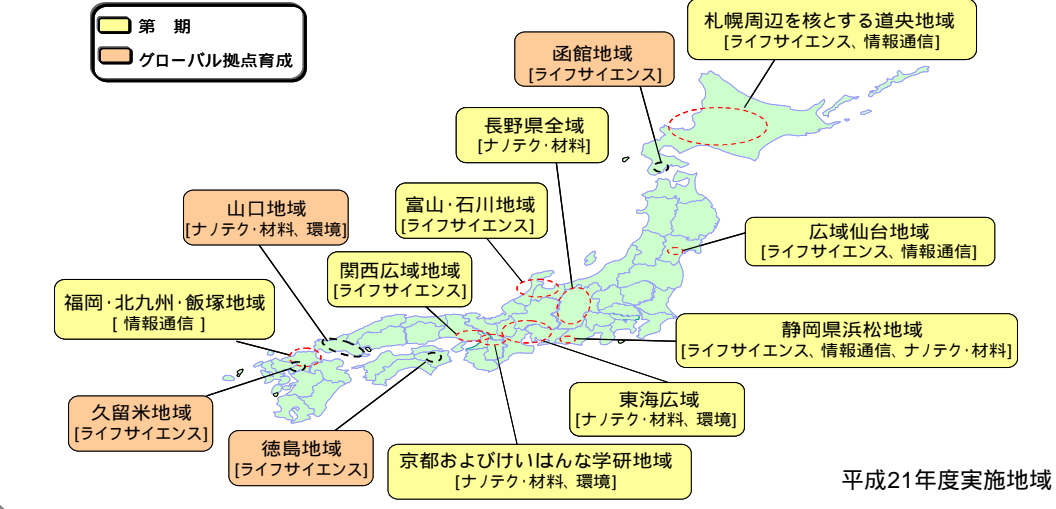 第　期
グローバル拠点育成
札幌周辺を核とする道央地域
[ライフサイエンス、情報通信]
函館地域
[ライフサイエンス]
長野県全域
[ナノテク･材料]
富山･石川地域
[ライフサイエンス]
山口地域
[ナノテク･材料、環境]
広域仙台地域
[ライフサイエンス、情報通信]
関西広域地域
[ライフサイエンス]
福岡･北九州･飯塚地域
[ 情報通信 ]
静岡県浜松地域
[ライフサイエンス、情報通信、ナノテク･材料]
東海広域
[ナノテク･材料、環境]
久留米地域
[ライフサイエンス]
徳島地域
[ライフサイエンス]
京都およびけいはんな学研地域
[ナノテク･材料、環境]
平成21年度実施地域